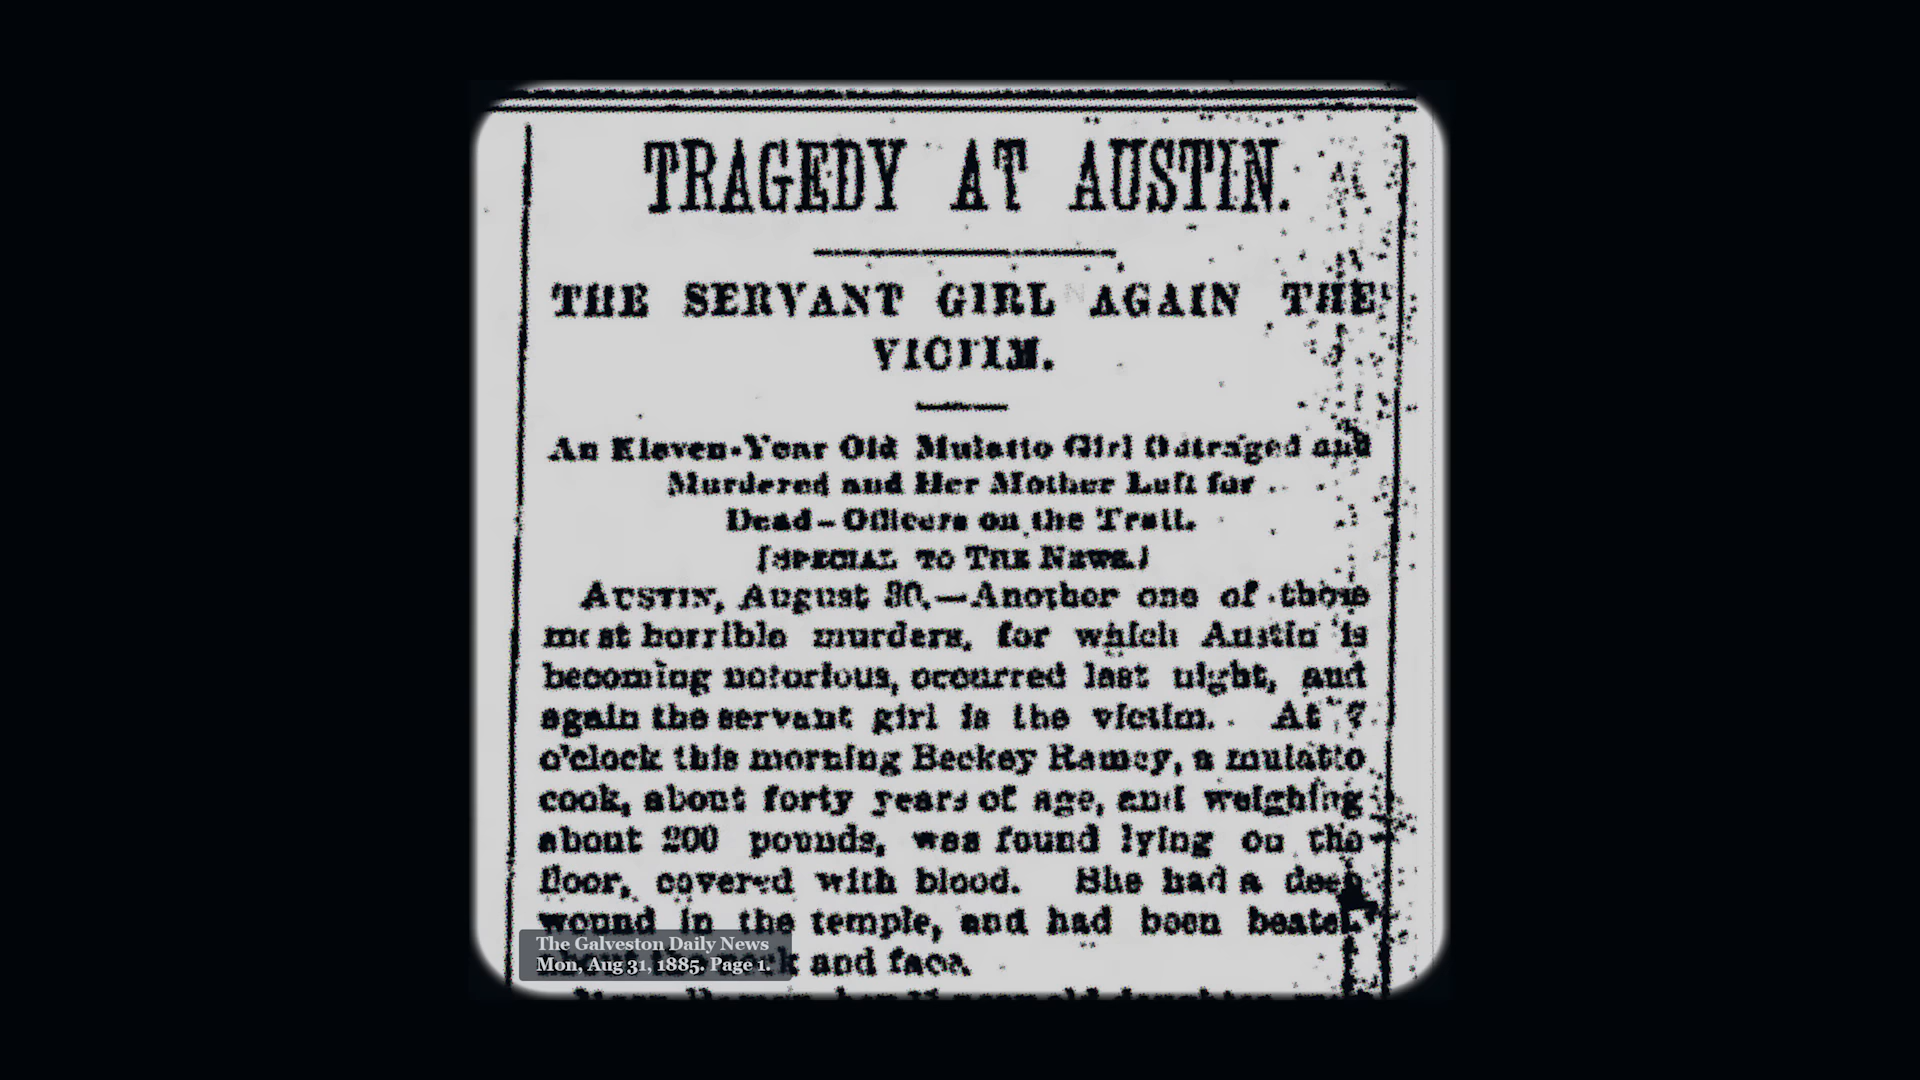 TRAGEDY AT AUSTIN.
THE SERVANT GIRL AGAIN THE
VICTIM.
An Eleven-Year Old Mulatto Girl Outraged and
Murdered and Her Mother Left for
Dead–Officers on the Trail.
[SPECIAL TO THE NEWS.]
AUSTIN, August 30.—Another one of those
most horrible murders, for which Austin is
becoming notorious, occurred last night, and
again the servant girl is the victim. At
o'clock this morning Beckey Ramey, a mulatto
cook, about forty years of age, and weighing
about 200 pounds, was found lying on the
floor, covered with blood. She had a deep
wound in the temple, and had been beaten
and face.
The Galveston Daily News
Mon, Aug 31, 1885. Page 1.